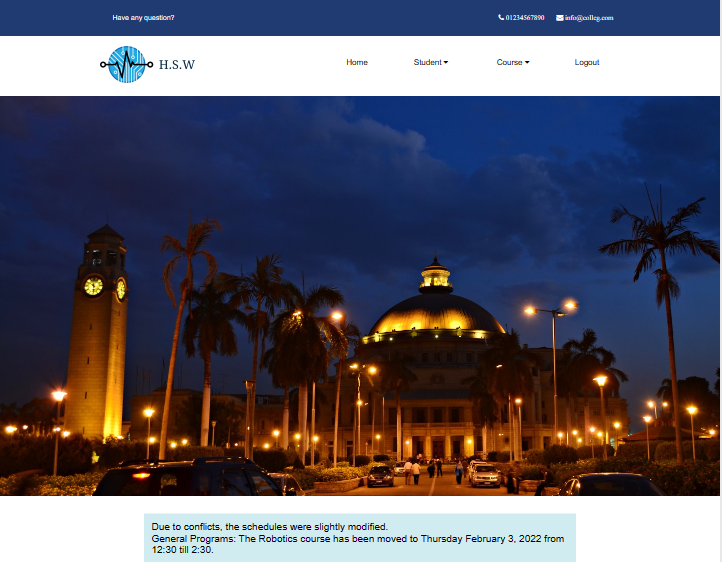 Have any question?
01234567890
info@collcg.com
H.S.W
Home
Student
Course
Logout
Due to conflicts, the schedules were slightly modified.
General Programs: The Robotics course has been moved to Thursday February 3, 2022 from
12:30 till 2:30.